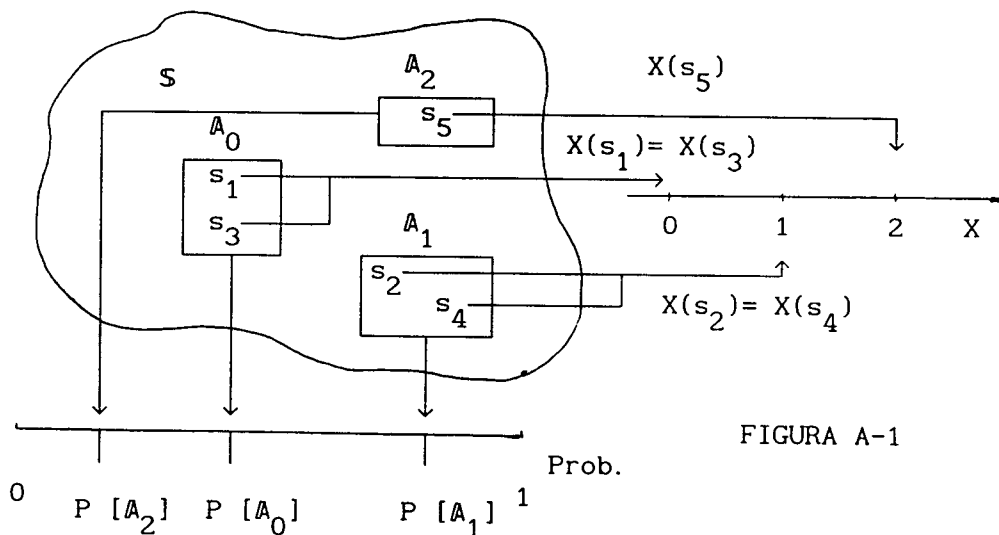 𝕊
𝔸₂
X(s₅)
s₅
𝔸₀
X(s₁)= X(s₃)
s₁
s₃
𝔸₁
0 1 2 X
s₂
s₄
X(s₂)= X(s₄)
FIGURA A-1
Prob.
0 P [𝔸₂] P [𝔸₀] P [𝔸₁] 1